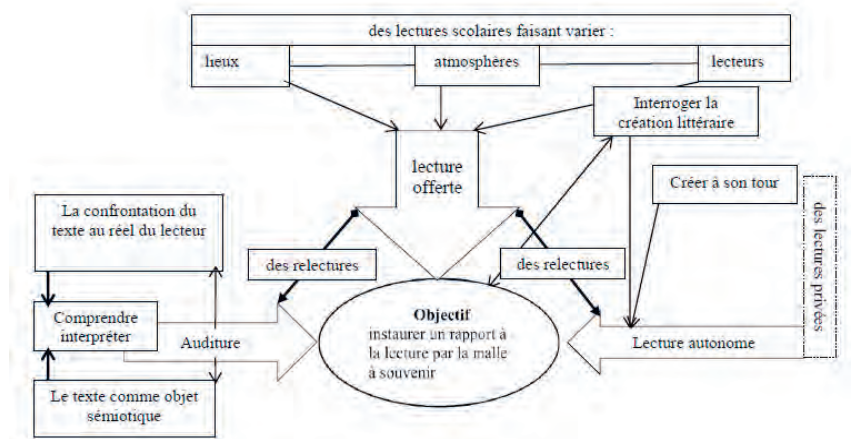 des lectures scolaires faisant varier :
lieux
atmosphères
lecteurs
Interroger la
création littéraire
lecture
offerte
Créer à son tour
des lectures privées
La confrontation du
texte au réel du lecteur
des relectures
des relectures
Comprendre
interpréter
Auditure
Objectif
instaurer un rapport à
la lecture par la malle
à souvenir
Lecture autonome
Le texte comme objet
sémiotique